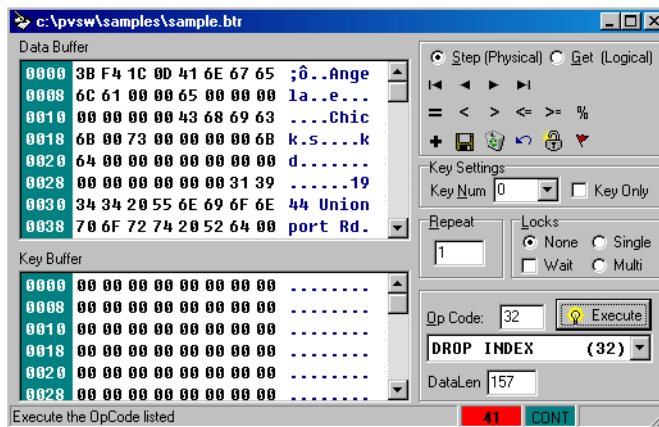 c:\pvsw\samples\sample.btr
Data Buffer
0000 3B F4 1C 0D 41 6E 67 65 ;ô..Ange
0008 6C 61 00 00 65 00 00 00 la..e...
0010 00 00 00 00 43 68 69 63 ....Chic
0018 6B 00 73 00 00 00 00 6B k.s....k
0020 64 00 00 00 00 00 00 00 d.......
0028 00 00 00 00 00 00 31 39 ......19
0030 34 34 20 55 6E 69 6F 6E 44 Union
0038 70 6F 72 74 20 52 64 00 port Rd.
Key Buffer
0000 00 00 00 00 00 00 00 00 ........
0008 00 00 00 00 00 00 00 00 ........
0010 00 00 00 00 00 00 00 00 ........
0018 00 00 00 00 00 00 00 00 ........
0020 00 00 00 00 00 00 00 00 ........
0028 00 00 00 00 00 00 00 00 ........
Step (Physical) Get (Logical)
= < > <= >= %
Key Settings
Key Num 0 Key Only
Repeat
1
Locks
None Single
Wait Multi
Op Code: 32 Execute
DROP INDEX (32)
DataLen 157
Execute the OpCode listed 41 CONT